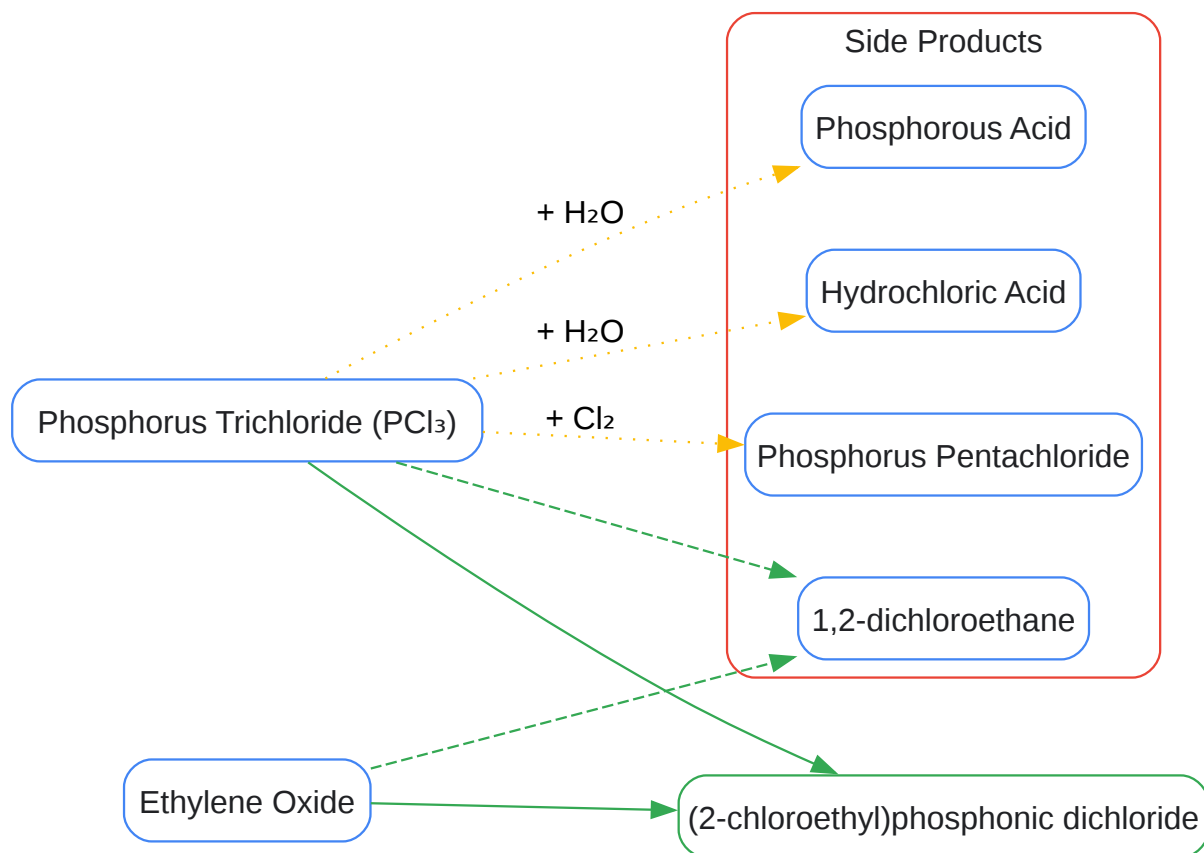 Side Products
Phosphorous Acid
+ H₂O
Hydrochloric Acid
+ H₂O
Phosphorus Trichloride (PCl₃)
+ Cl₂
Phosphorus Pentachloride
1,2-dichloroethane
Ethylene Oxide
(2-chloroethyl)phosphonic dichloride